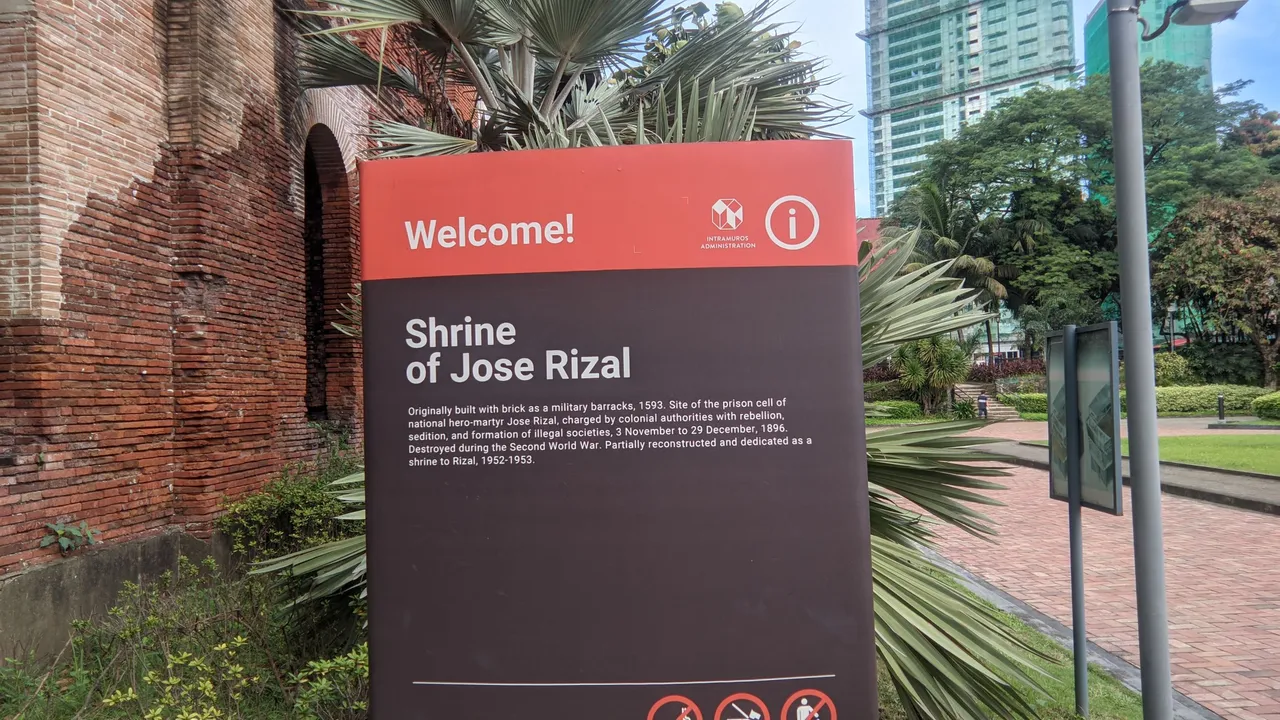 Welcome!
INTRAMUROS
ADMINISTRATION
i
Shrine
of Jose Rizal
Originally built with brick as a military barracks, 1593. Site of the prison cell of
national hero-martyr Jose Rizal, charged by colonial authorities with rebellion,
sedition, and formation of illegal societies, 3 November to 29 December, 1896.
Destroyed during the Second World War. Partially reconstructed and dedicated as a
shrine to Rizal, 1952-1953.